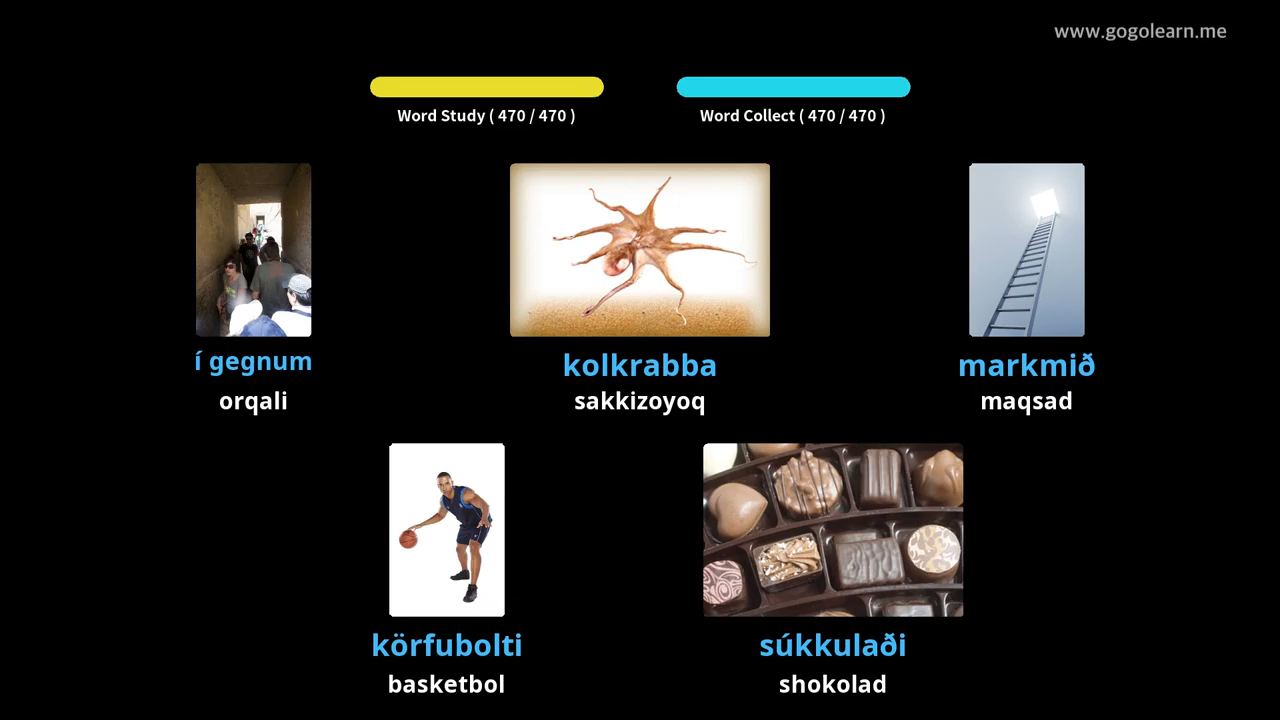 www.gogolearn.me
Word Study ( 470 / 470 )
Word Collect ( 470 / 470 )
í gegnum
kolkrabba
markmið
orqali
sakkizoyoq
maqsad
körfubolti
súkkulaði
basketbol
shokolad